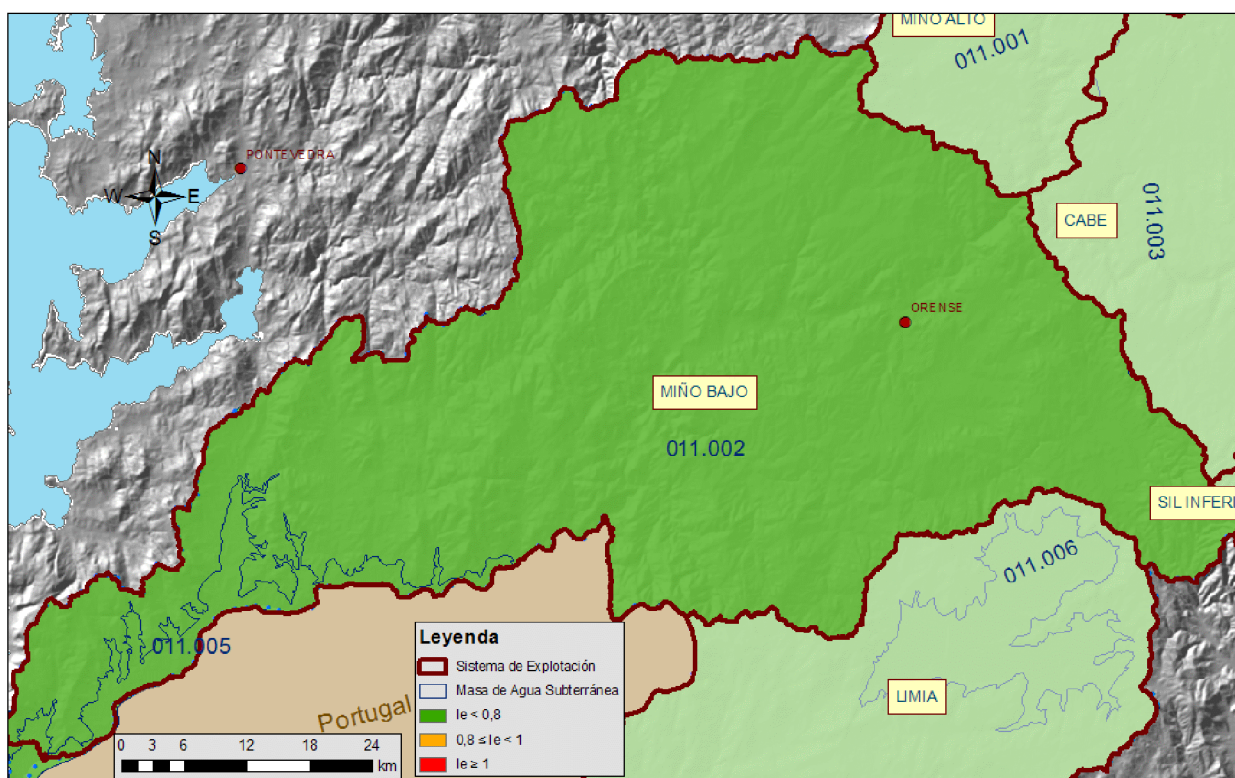 MIÑO ALTO
011.001
PONTEVEDRA
N
W E
S
CABE
011.003
ORENSE
MIÑO BAJO
011.002
SIL INFERI
011.006
011.005
LIMIA
Portugal
Leyenda
Sistema de Explotación
Masa de Agua Subterránea
Ie < 0,8
0,8 ≤ Ie < 1
Ie ≥ 1
0 3 6 12 18 24
km